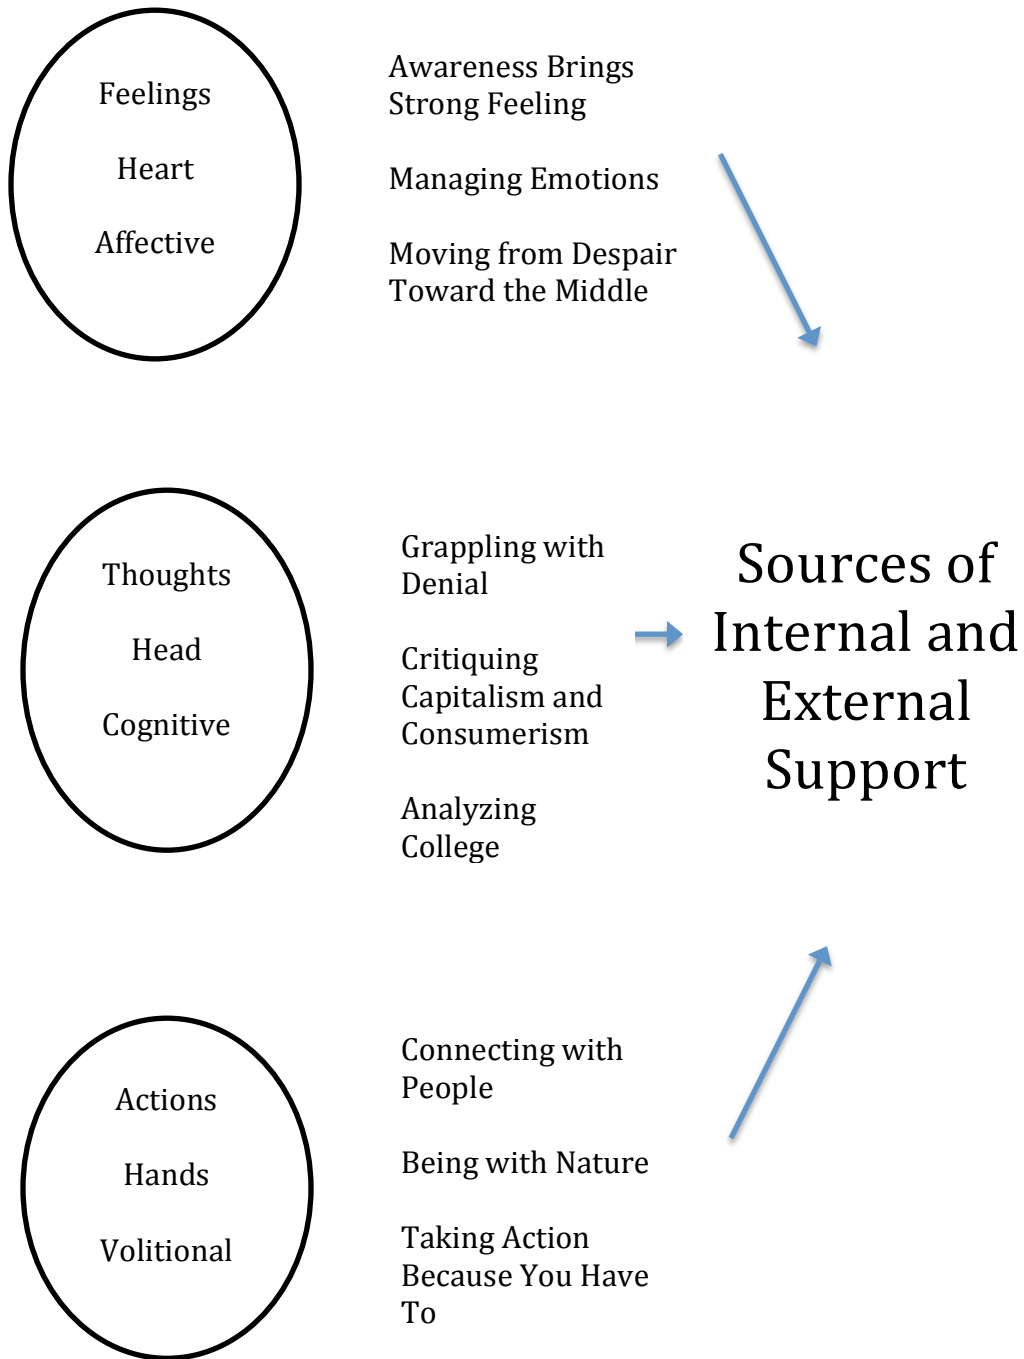 Feelings
Heart
Affective
Awareness Brings
Strong Feeling
Managing Emotions
Moving from Despair
Toward the Middle
Thoughts
Head
Cognitive
Grappling with
Denial
Critiquing
Capitalism and
Consumerism
Analyzing
College
Sources of
Internal and
External
Support
Actions
Hands
Volitional
Connecting with
People
Being with Nature
Taking Action
Because You Have
To